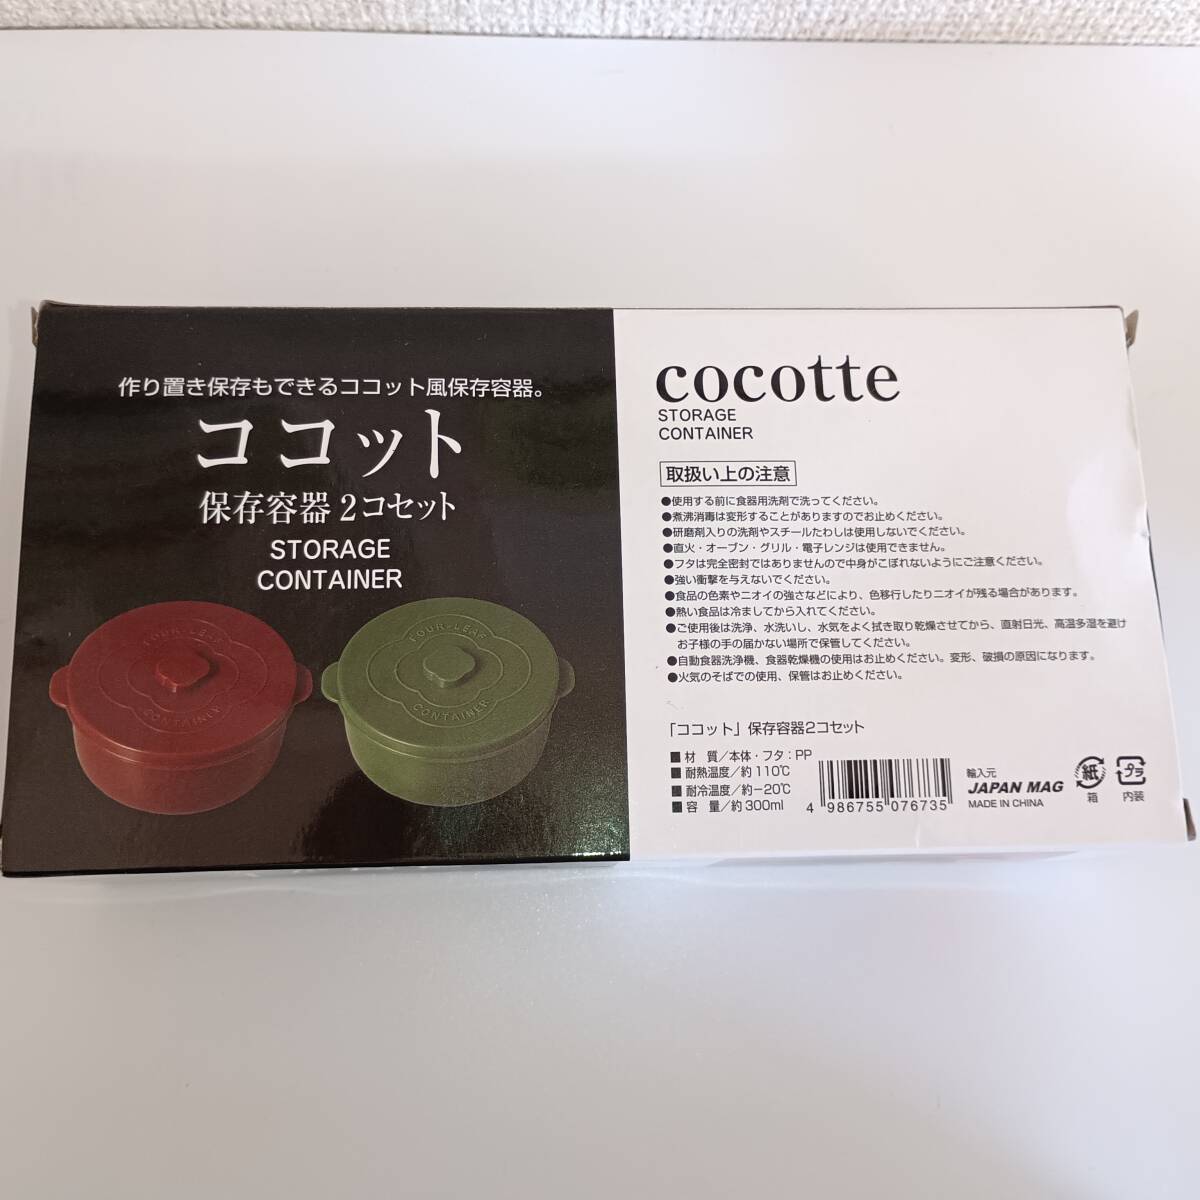 作り置き保存もできるココット風保存容器。
ココット
保存容器 2コセット
STORAGE
CONTAINER
FOUR-LEAF
CONTAINER
FOUR-LEAF
CONTAINER
cocotte
STORAGE
CONTAINER
取扱い上の注意
●使用する前に食器用洗剤で洗ってください。
●煮沸消毒は変形することがありますのでお止めください。
●研磨剤入りの洗剤やスチールたわしは使用しないでください。
●直火・オーブン・グリル・電子レンジは使用できません。
●フタは完全密封ではありませんので中身がこぼれないようにご注意ください。
●強い衝撃を与えないでください。
●食品の色素やニオイの強さなどにより、色移行したりニオイが残る場合があります。
●熱い食品は冷ましてから入れてください。
●ご使用後は洗浄、水洗いし、水気をよく拭き取り乾燥させてから、直射日光、高温多湿を避け
お子様の手の届かない場所で保管してください。
●自動食器洗浄機、食器乾燥機の使用はお止めください。変形、破損の原因になります。
●火気のそばでの使用、保管はお止めください。
「ココット」保存容器2コセット
■材 質／本体・フタ：PP
■耐熱温度／約110℃
■耐冷温度／約－20℃
■容 量／約300ml
4 986755 076735
輸入元
JAPAN MAG
MADE IN CHINA
紙
箱
プラ
内装